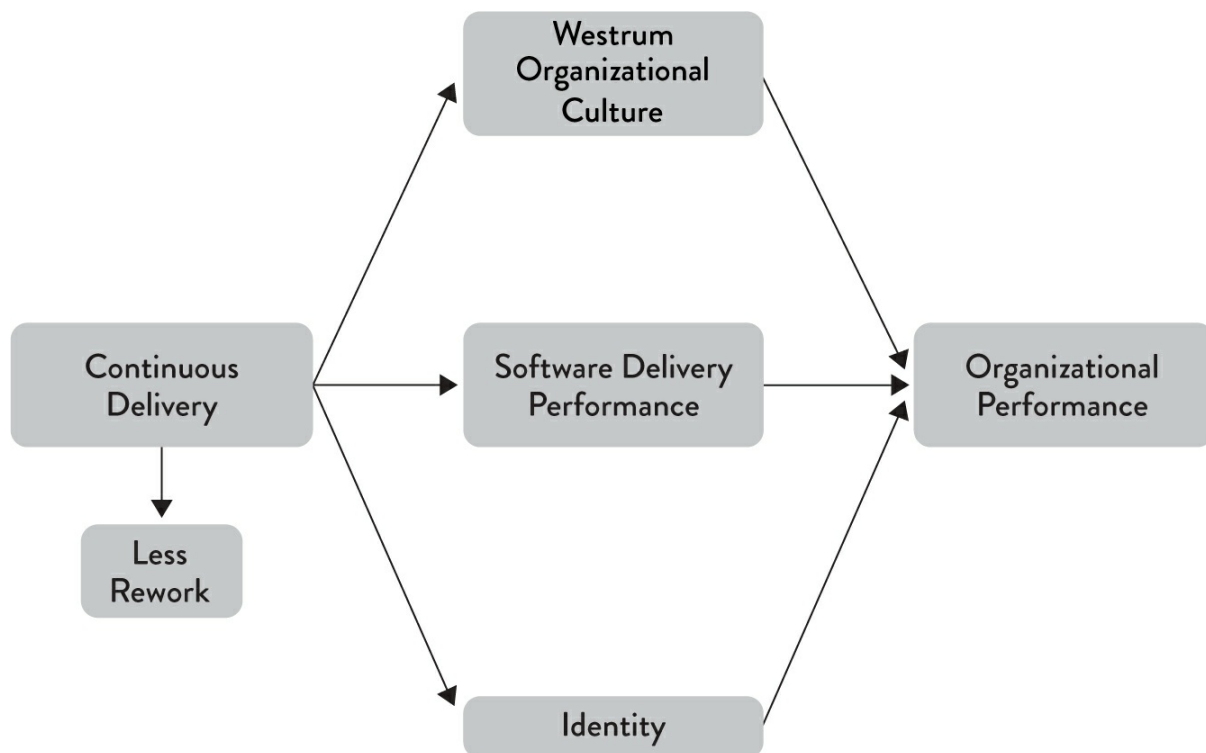 Westrum
Organizational
Culture
Continuous
Delivery
Software Delivery
Performance
Organizational
Performance
Less
Rework
Identity